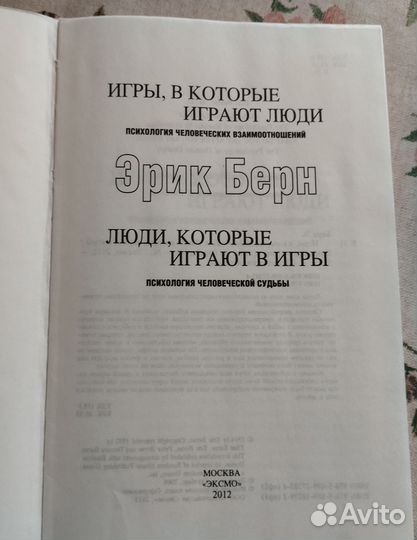 ИГРЫ, В КОТОРЫЕ
ИГРАЮТ ЛЮДИ
ПСИХОЛОГИЯ ЧЕЛОВЕЧЕСКИХ ВЗАИМООТНОШЕНИЙ
Эрик Берн
ЛЮДИ, КОТОРЫЕ
ИГРАЮТ В ИГРЫ
ПСИХОЛОГИЯ ЧЕЛОВЕЧЕСКОЙ СУДЬБЫ
МОСКВА
«ЭКСМО»
2012
Avito